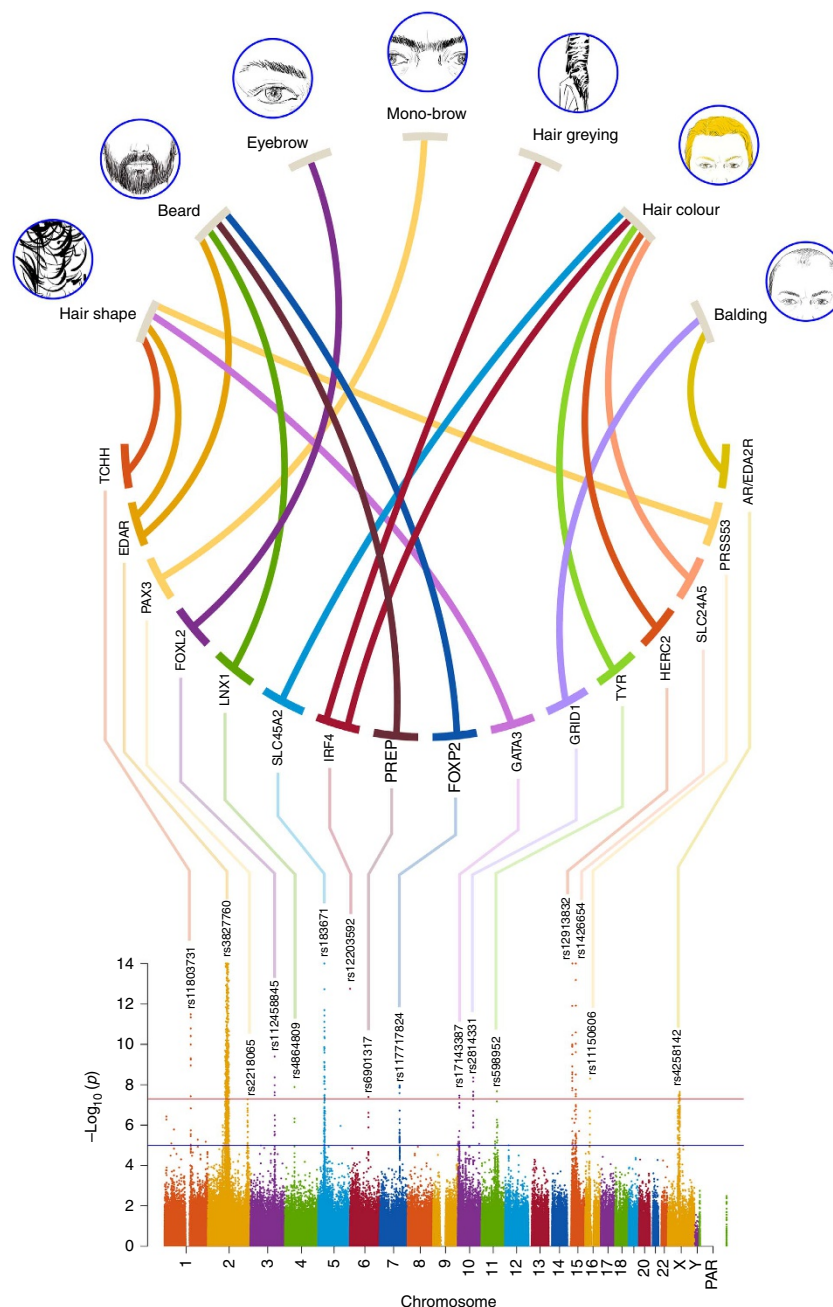 Mono-brow
Hair greying
Eyebrow
Beard
Hair colour
Hair shape
Balding
TCHH
EDAR
PAX3
FOXL2
LNX1
SLC45A2
IRF4
PREP
FOXP2
GATA3
GRID1
TYR
HERC2
SLC24A5
PRSS53
AR/EDA2R
rs11803731
rs3827760
rs2218065
rs112458845
rs4864809
rs183671
rs12203592
rs6901317
rs117717824
rs17143387
rs2814331
rs598952
rs12913832
rs1426654
rs11150606
rs4258142
–Log10 (p)
14
12
10
8
6
4
2
0
1 2 3 4 5 6 7 8 9 10 11 12 13 14 15 16 17 18 20 22 X Y PAR
Chromosome